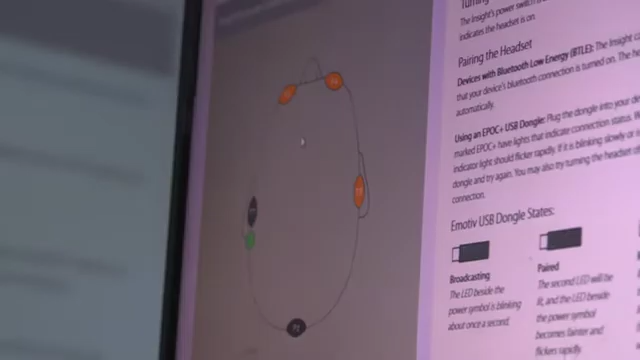 Turning
The Insight's power switch
indicates the headset is on.
Pairing the Headset
Devices with Bluetooth Low Energy (BTLE): The Insight
that your device's bluetooth connection is turned on. The
automatically.
Using an EPOC+ USB Dongle: Plug the dongle into your
marked EPOC+ have lights that indicate connection status.
indicator light should flicker rapidly. If it is blinking slowly or
dongle and try again. You may also try turning the headset
connection.
Emotiv USB Dongle States:
Broadcasting
The LED beside the
power symbol is blinking
about once a second.
Paired
The second LED will be
lit, and the LED beside
the power symbol
becomes fainter and
flickers rapidly.